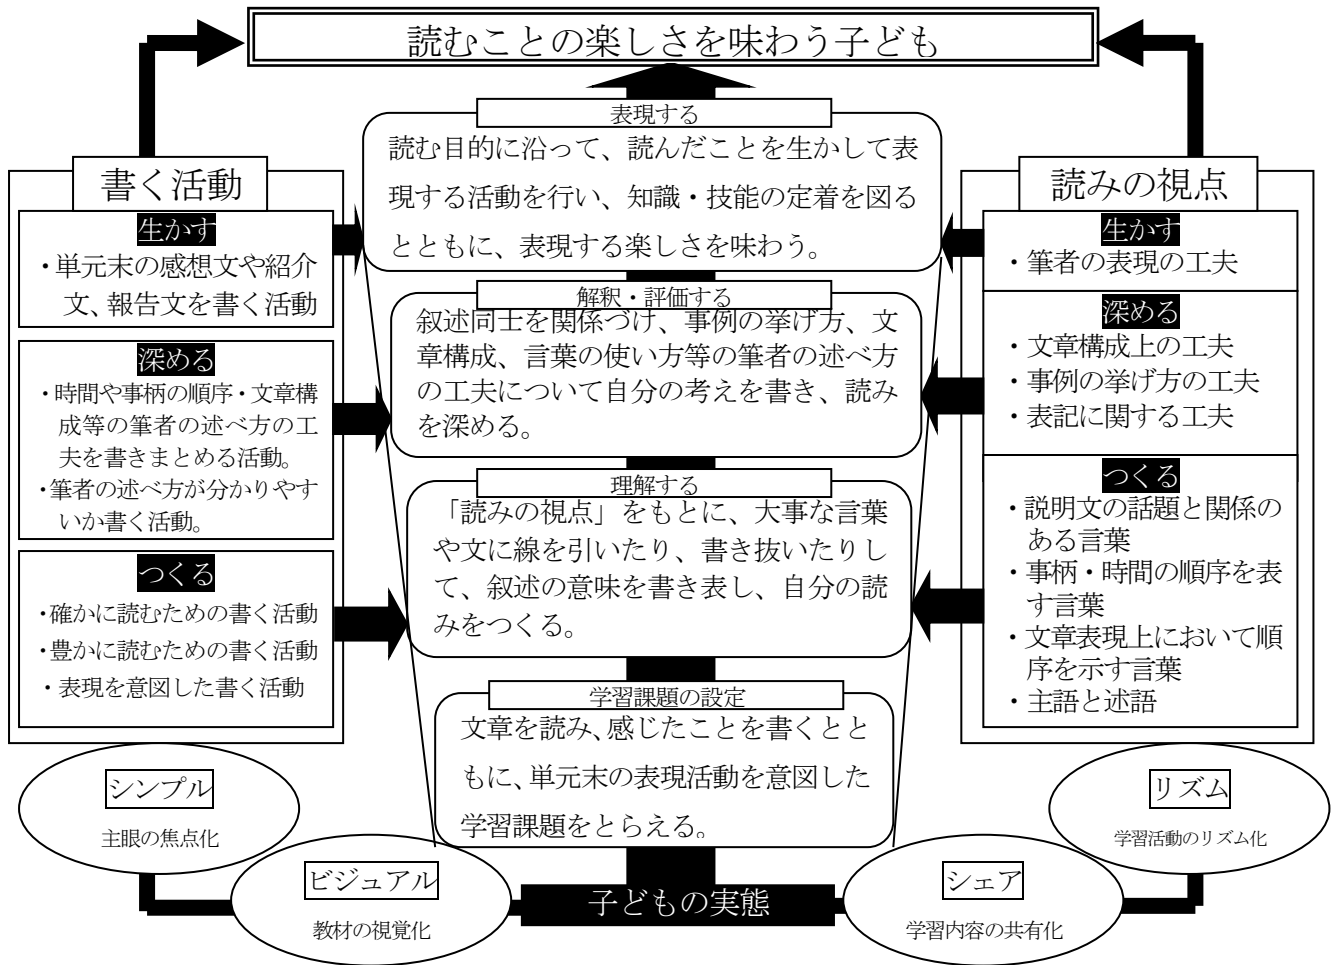 読むことの楽しさを味わう子ども
書く活動
生かす
・単元末の感想文や紹介
文、報告文を書く活動
深める
・時間や事柄の順序・文章構
成等の筆者の述べ方の工
夫を書きまとめる活動。
・筆者の述べ方が分かりやす
いか書く活動。
つくる
・確かに読むための書く活動
・豊かに読むための書く活動
・表現を意図した書く活動
表現する
読む目的に沿って、読んだことを生かして表
現する活動を行い、知識・技能の定着を図る
とともに、表現する楽しさを味わう。
解釈・評価する
叙述同士を関係づけ、事例の挙げ方、文
章構成、言葉の使い方等の筆者の述べ方
の工夫について自分の考えを書き、読み
を深める。
理解する
「読みの視点」をもとに、大事な言葉
や文に線を引いたり、書き抜いたりし
て、叙述の意味を書き表し、自分の読
みをつくる。
学習課題の設定
文章を読み、感じたことを書くとと
もに、単元末の表現活動を意図した
学習課題をとらえる。
読みの視点
生かす
・筆者の表現の工夫
深める
・文章構成上の工夫
・事例の挙げ方の工夫
・表記に関する工夫
つくる
・説明文の話題と関係の
ある言葉
・事柄・時間の順序を表
す言葉
・文章表現上において順
序を示す言葉
・主語と述語
シンプル
主眼の焦点化
ビジュアル
教材の視覚化
子どもの実態
シェア
学習内容の共有化
リズム
学習活動のリズム化